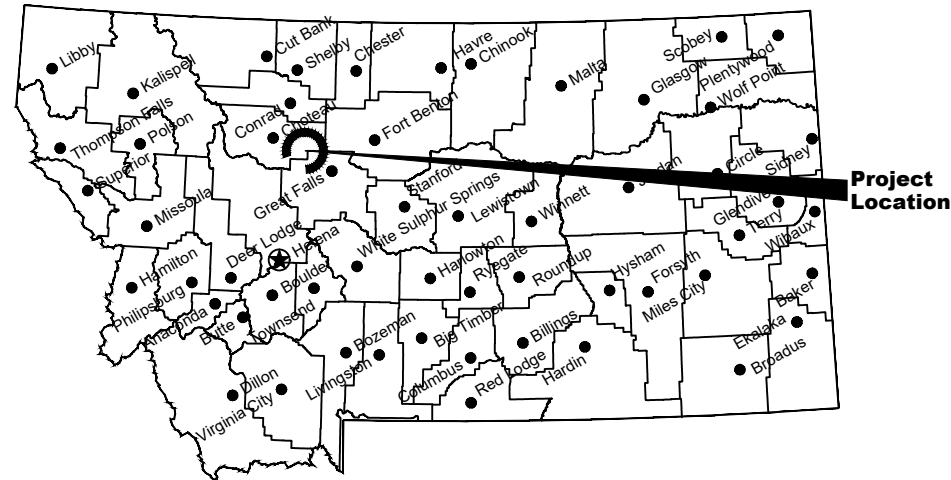 Libby
Cut Bank
Shelby
Chester
Havre
Chinook
Scobey
Plentywood
Kalispell
Malta
Glasgow
Wolf Point
Thompson Falls
Polson
Conrad
Choteau
Fort Benton
Superior
Great Falls
Stanford
Jordan
Circle
Sidney
Project
Location
Missoula
White Sulphur Springs
Lewistown
Winnett
Glendive
Terry
Wibaux
Deer Lodge
Helena
Hamilton
Philipsburg
Boulder
Harlowton
Ryegate
Roundup
Hysham
Forsyth
Miles City
Baker
Anaconda
Butte
Townsend
Bozeman
Big Timber
Billings
Ekalaka
Livingston
Columbus
Red Lodge
Hardin
Broadus
Dillon
Virginia City